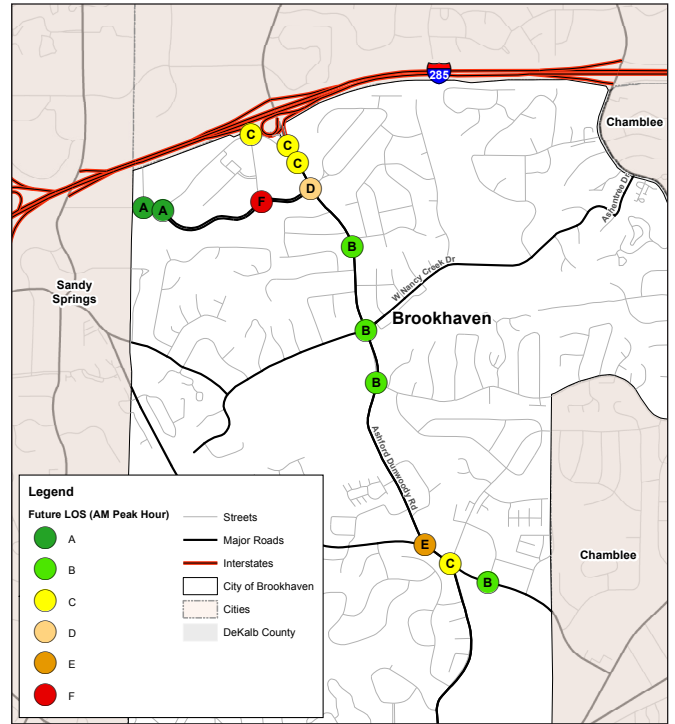 285
Chamblee
C
C
C
D
A
A
F
Ashentree Dr
B
W Nancy Creek Dr
Sandy
Springs
Brookhaven
B
B
Ashford Dunwoody Rd
E
C
B
Chamblee
Legend
Future LOS (AM Peak Hour)
A
B
C
D
E
F
Streets
Major Roads
Interstates
City of Brookhaven
Cities
DeKalb County